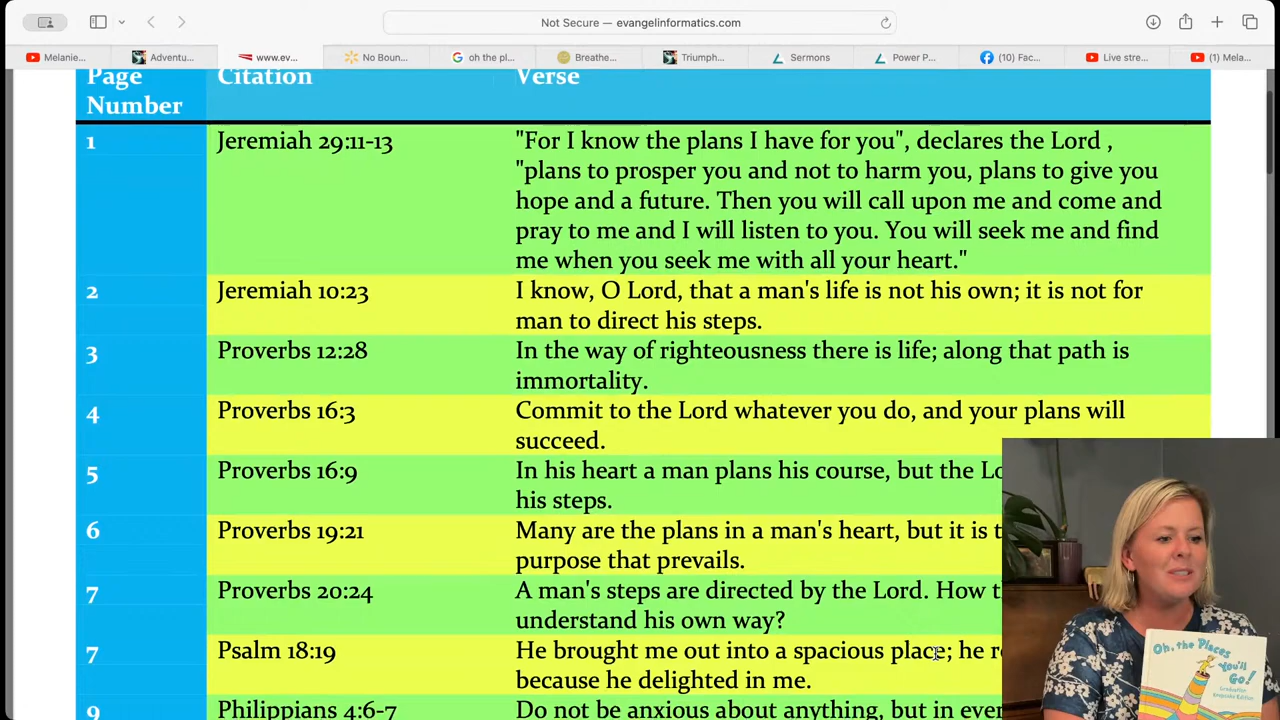 Not Secure — evangelinformatics.com
Melanie... Adventu... www.ev... No Boun... oh the pl... Breathe... Triumph... Sermons Power P... (10) Fac... Live stre... (1) Mela...
Page Number Citation Verse
1 Jeremiah 29:11-13 "For I know the plans I have for you", declares the Lord ,
"plans to prosper you and not to harm you, plans to give you
hope and a future. Then you will call upon me and come and
pray to me and I will listen to you. You will seek me and find
me when you seek me with all your heart."
2 Jeremiah 10:23 I know, O Lord, that a man's life is not his own; it is not for
man to direct his steps.
3 Proverbs 12:28 In the way of righteousness there is life; along that path is
immortality.
4 Proverbs 16:3 Commit to the Lord whatever you do, and your plans will
succeed.
5 Proverbs 16:9 In his heart a man plans his course, but the
his steps.
6 Proverbs 19:21 Many are the plans in a man's heart, but it is
purpose that prevails.
7 Proverbs 20:24 A man's steps are directed by the Lord. How
understand his own way?
7 Psalm 18:19 He brought me out into a spacious place; he
because he delighted in me.
9 Philippians 4:6-7 Do not be anxious about anything, but in
Oh, the Places
You'll
Go!
Graduation
Keepsake Edition